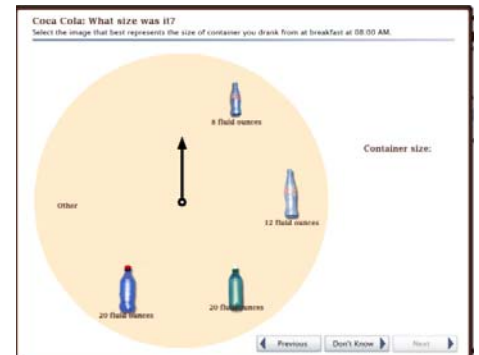 Coca Cola: What size was it?
Select the image that best represents the size of container you drank from at breakfast at 08:00 AM.
8 fluid ounces
Container size:
Other
12 fluid ounces
20 fluid ounces
20 fluid ounces
Previous
Don't Know
Next